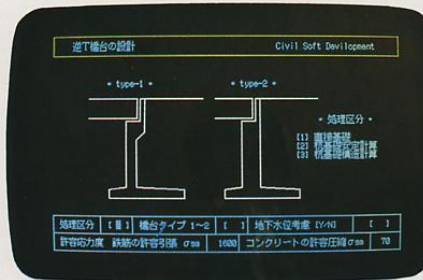 逆T橋台の設計
Civil Soft Devilopment
* type-1 *
* type-2 *
* 処理区分 *
[1] 直接基礎
[2] 杭基礎安定計算
[3] 杭基礎構造計算
処理区分 [ ] 橋台タイプ 1~2 [ ] 地下水位考慮 [Y/N] [ ]
許容応力度 鉄筋の許容引張 σsa 1600 コンクリートの許容圧縮 σsa 70